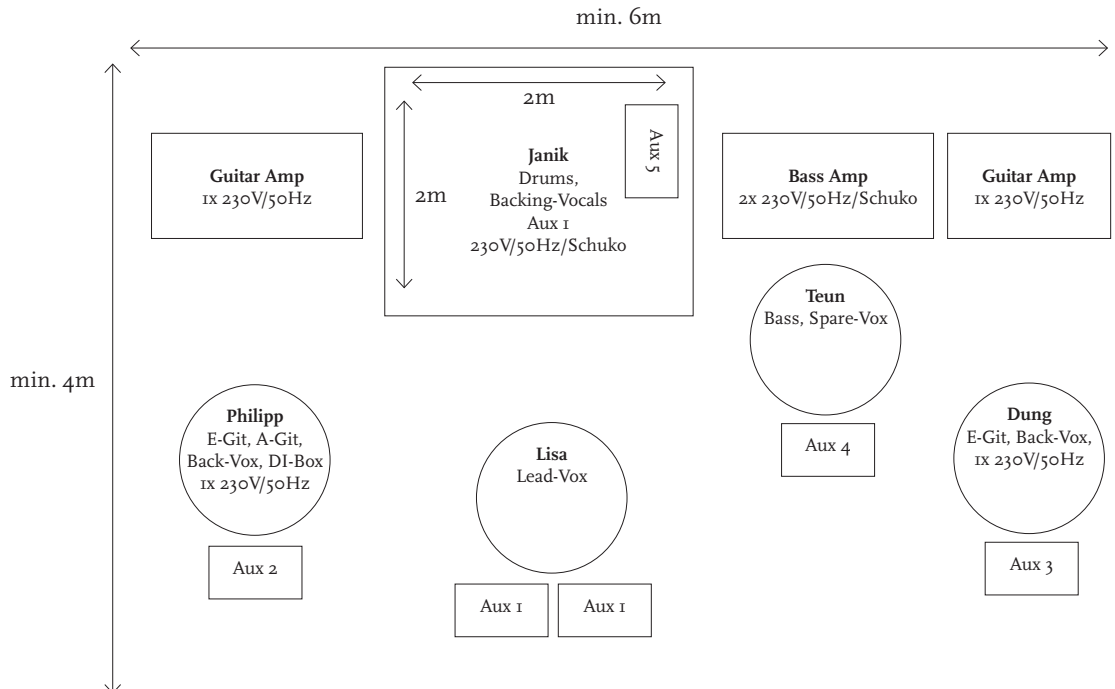 min. 6m
2m
2m
Aux 5
Guitar Amp
1x 230V/50Hz
Janik
Drums,
Backing-Vocals
Aux 1
230V/50Hz/Schuko
Bass Amp
2x 230V/50Hz/Schuko
Guitar Amp
1x 230V/50Hz
Teun
Bass, Spare-Vox
min. 4m
Philipp
E-Git, A-Git,
Back-Vox, DI-Box
1x 230V/50Hz
Lisa
Lead-Vox
Aux 4
Dung
E-Git, Back-Vox,
1x 230V/50Hz
Aux 2
Aux 3
Aux 1
Aux 1